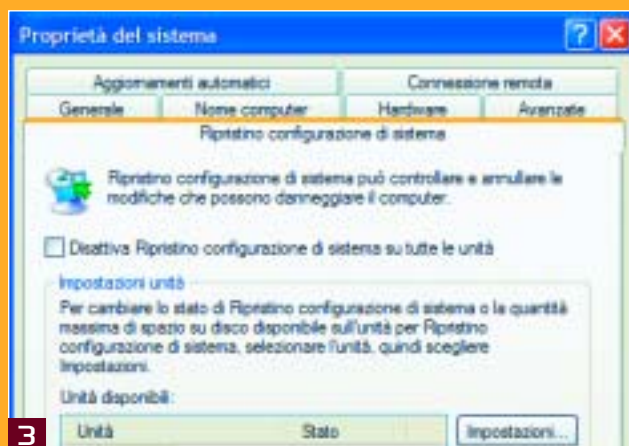 Proprietà del sistema
Aggiornamenti automatici
Connessione remota
Generale
Nome computer
Hardware
Avanzate
Ripristino configurazione di sistema
Ripristino configurazione di sistema può controllare e annullare le
modifiche che possono danneggiare il computer.
Disattiva Ripristino configurazione di sistema su tutte le unità
Impostazioni unità
Per cambiare lo stato di Ripristino configurazione di sistema o la quantità
massima di spazio su disco disponibile sull'unità per Ripristino
configurazione di sistema, selezionare l'unità, quindi scegliere
Impostazioni.
Unità disponibili:
Unità
Stato
Impostazioni...
3